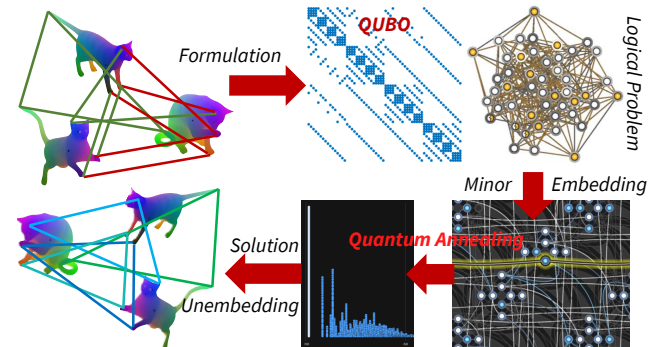 Formulation
QUBO
Logical Problem
Minor Embedding
Quantum Annealing
Solution
Unembedding